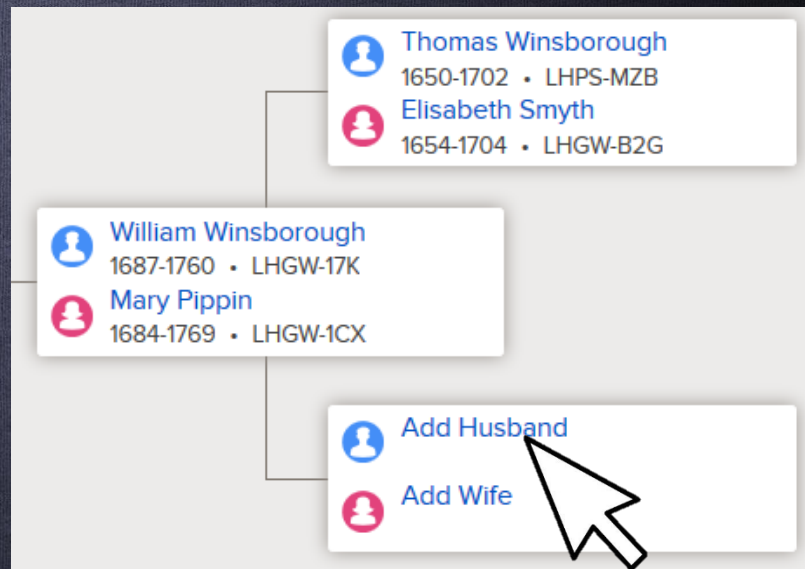 Thomas Winsborough
1650-1702 • LHPS-MZB
Elisabeth Smyth
1654-1704 • LHGW-B2G
William Winsborough
1687-1760 • LHGW-17K
Mary Pippin
1684-1769 • LHGW-1CX
Add Husband
Add Wife